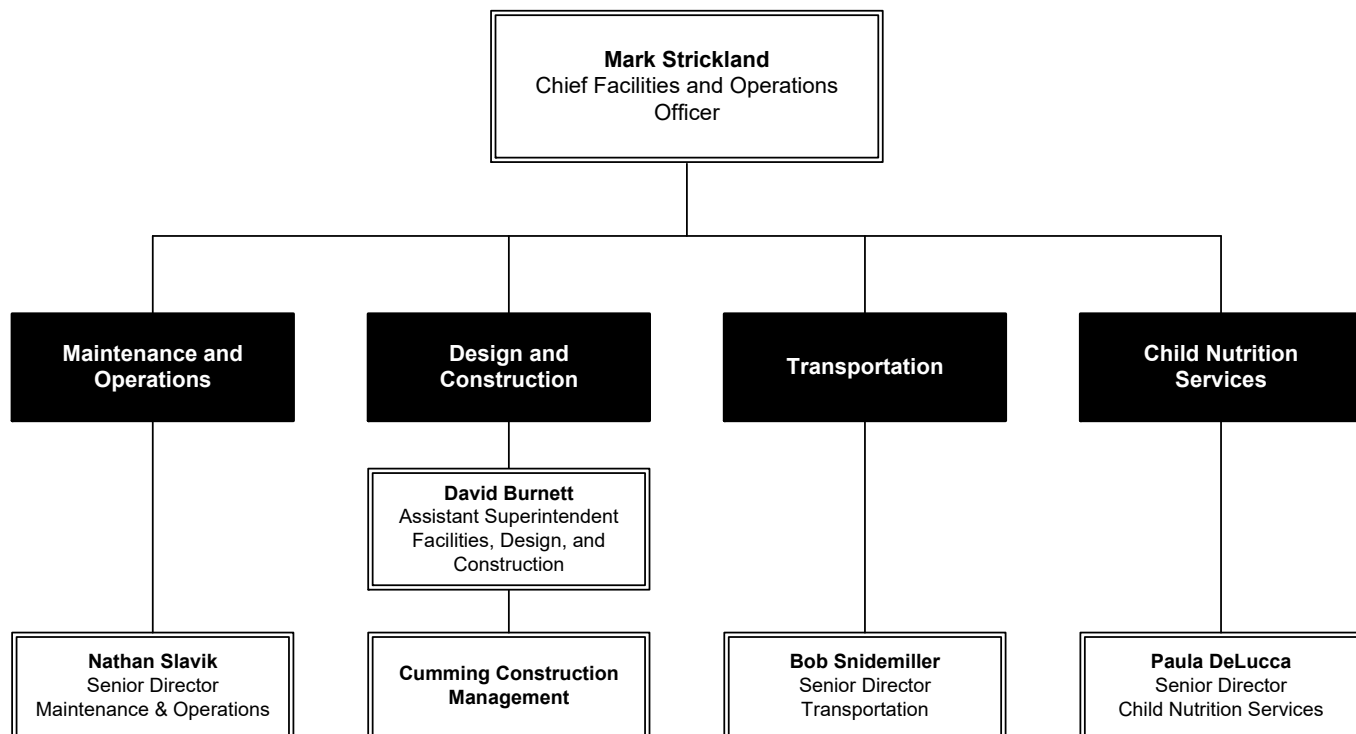 Mark Strickland
Chief Facilities and Operations
Officer
Maintenance and
Operations
Design and
Construction
Transportation
Child Nutrition
Services
David Burnett
Assistant Superintendent
Facilities, Design, and
Construction
Nathan Slavik
Senior Director
Maintenance & Operations
Cumming Construction
Management
Bob Snidemiller
Senior Director
Transportation
Paula DeLucca
Senior Director
Child Nutrition Services